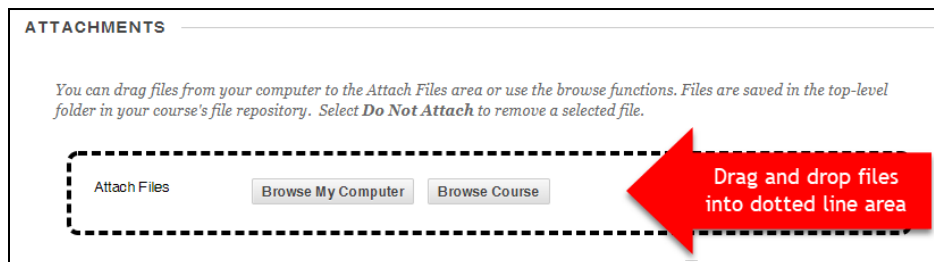 ATTACHMENTS
You can drag files from your computer to the Attach Files area or use the browse functions. Files are saved in the top-level
folder in your course's file repository. Select Do Not Attach to remove a selected file.
Attach Files
Browse My Computer
Browse Course
Drag and drop files
into dotted line area